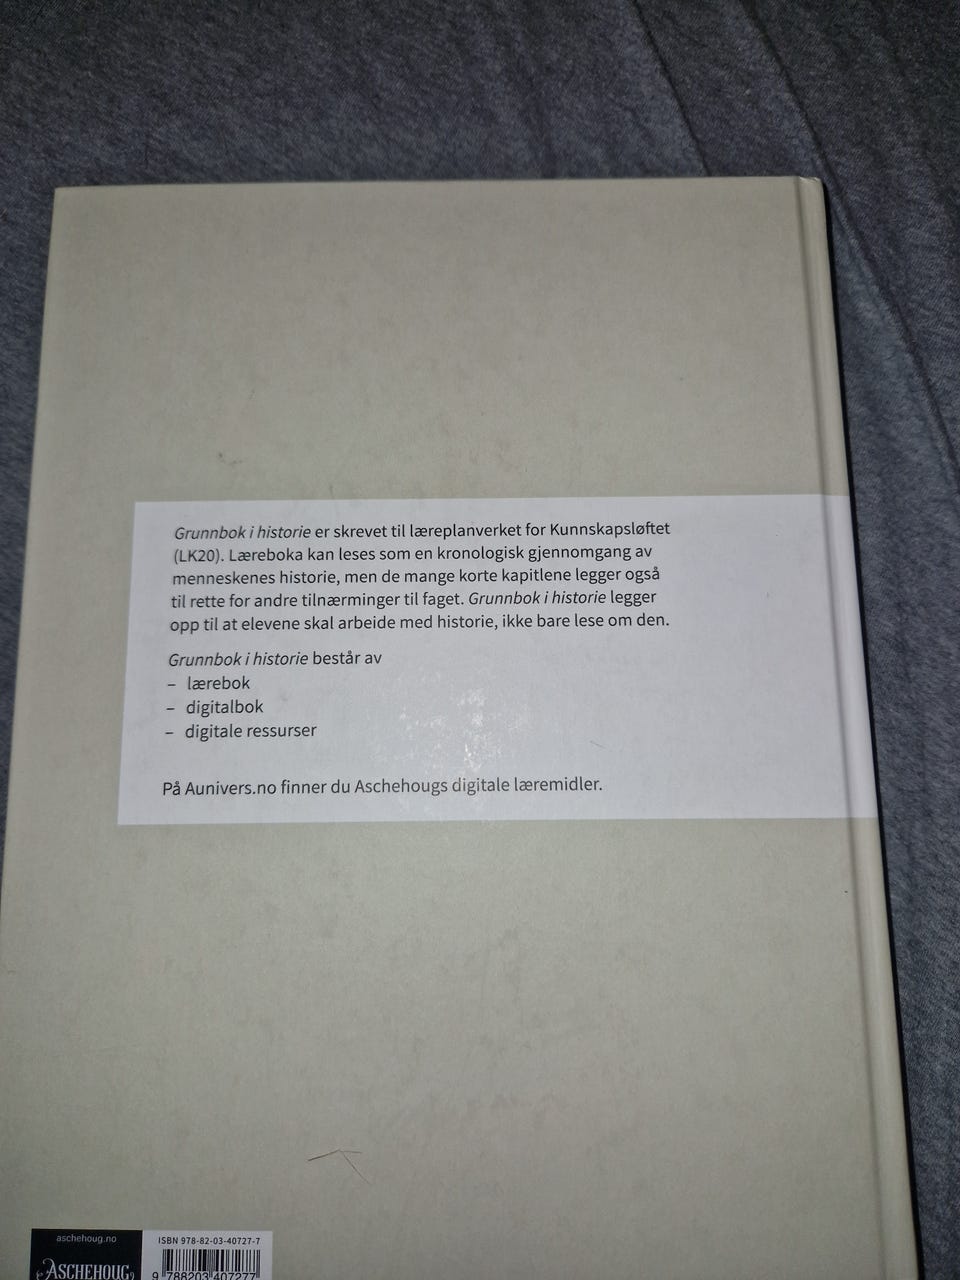 Grunnbok i historie er skrevet til læreplanverket for Kunnskapsløftet
(LK20). Læreboka kan leses som en kronologisk gjennomgang av
menneskenes historie, men de mange korte kapitlene legger også
til rette for andre tilnærminger til faget. Grunnbok i historie legger
opp til at elevene skal arbeide med historie, ikke bare lese om den.
Grunnbok i historie består av
– lærebok
– digitalbok
– digitale ressurser
På Aunivers.no finner du Aschehougs digitale læremidler.
aschehoug.no
ASCHEHOUG
ISBN 978-82-03-40727-7
9 788203 407277